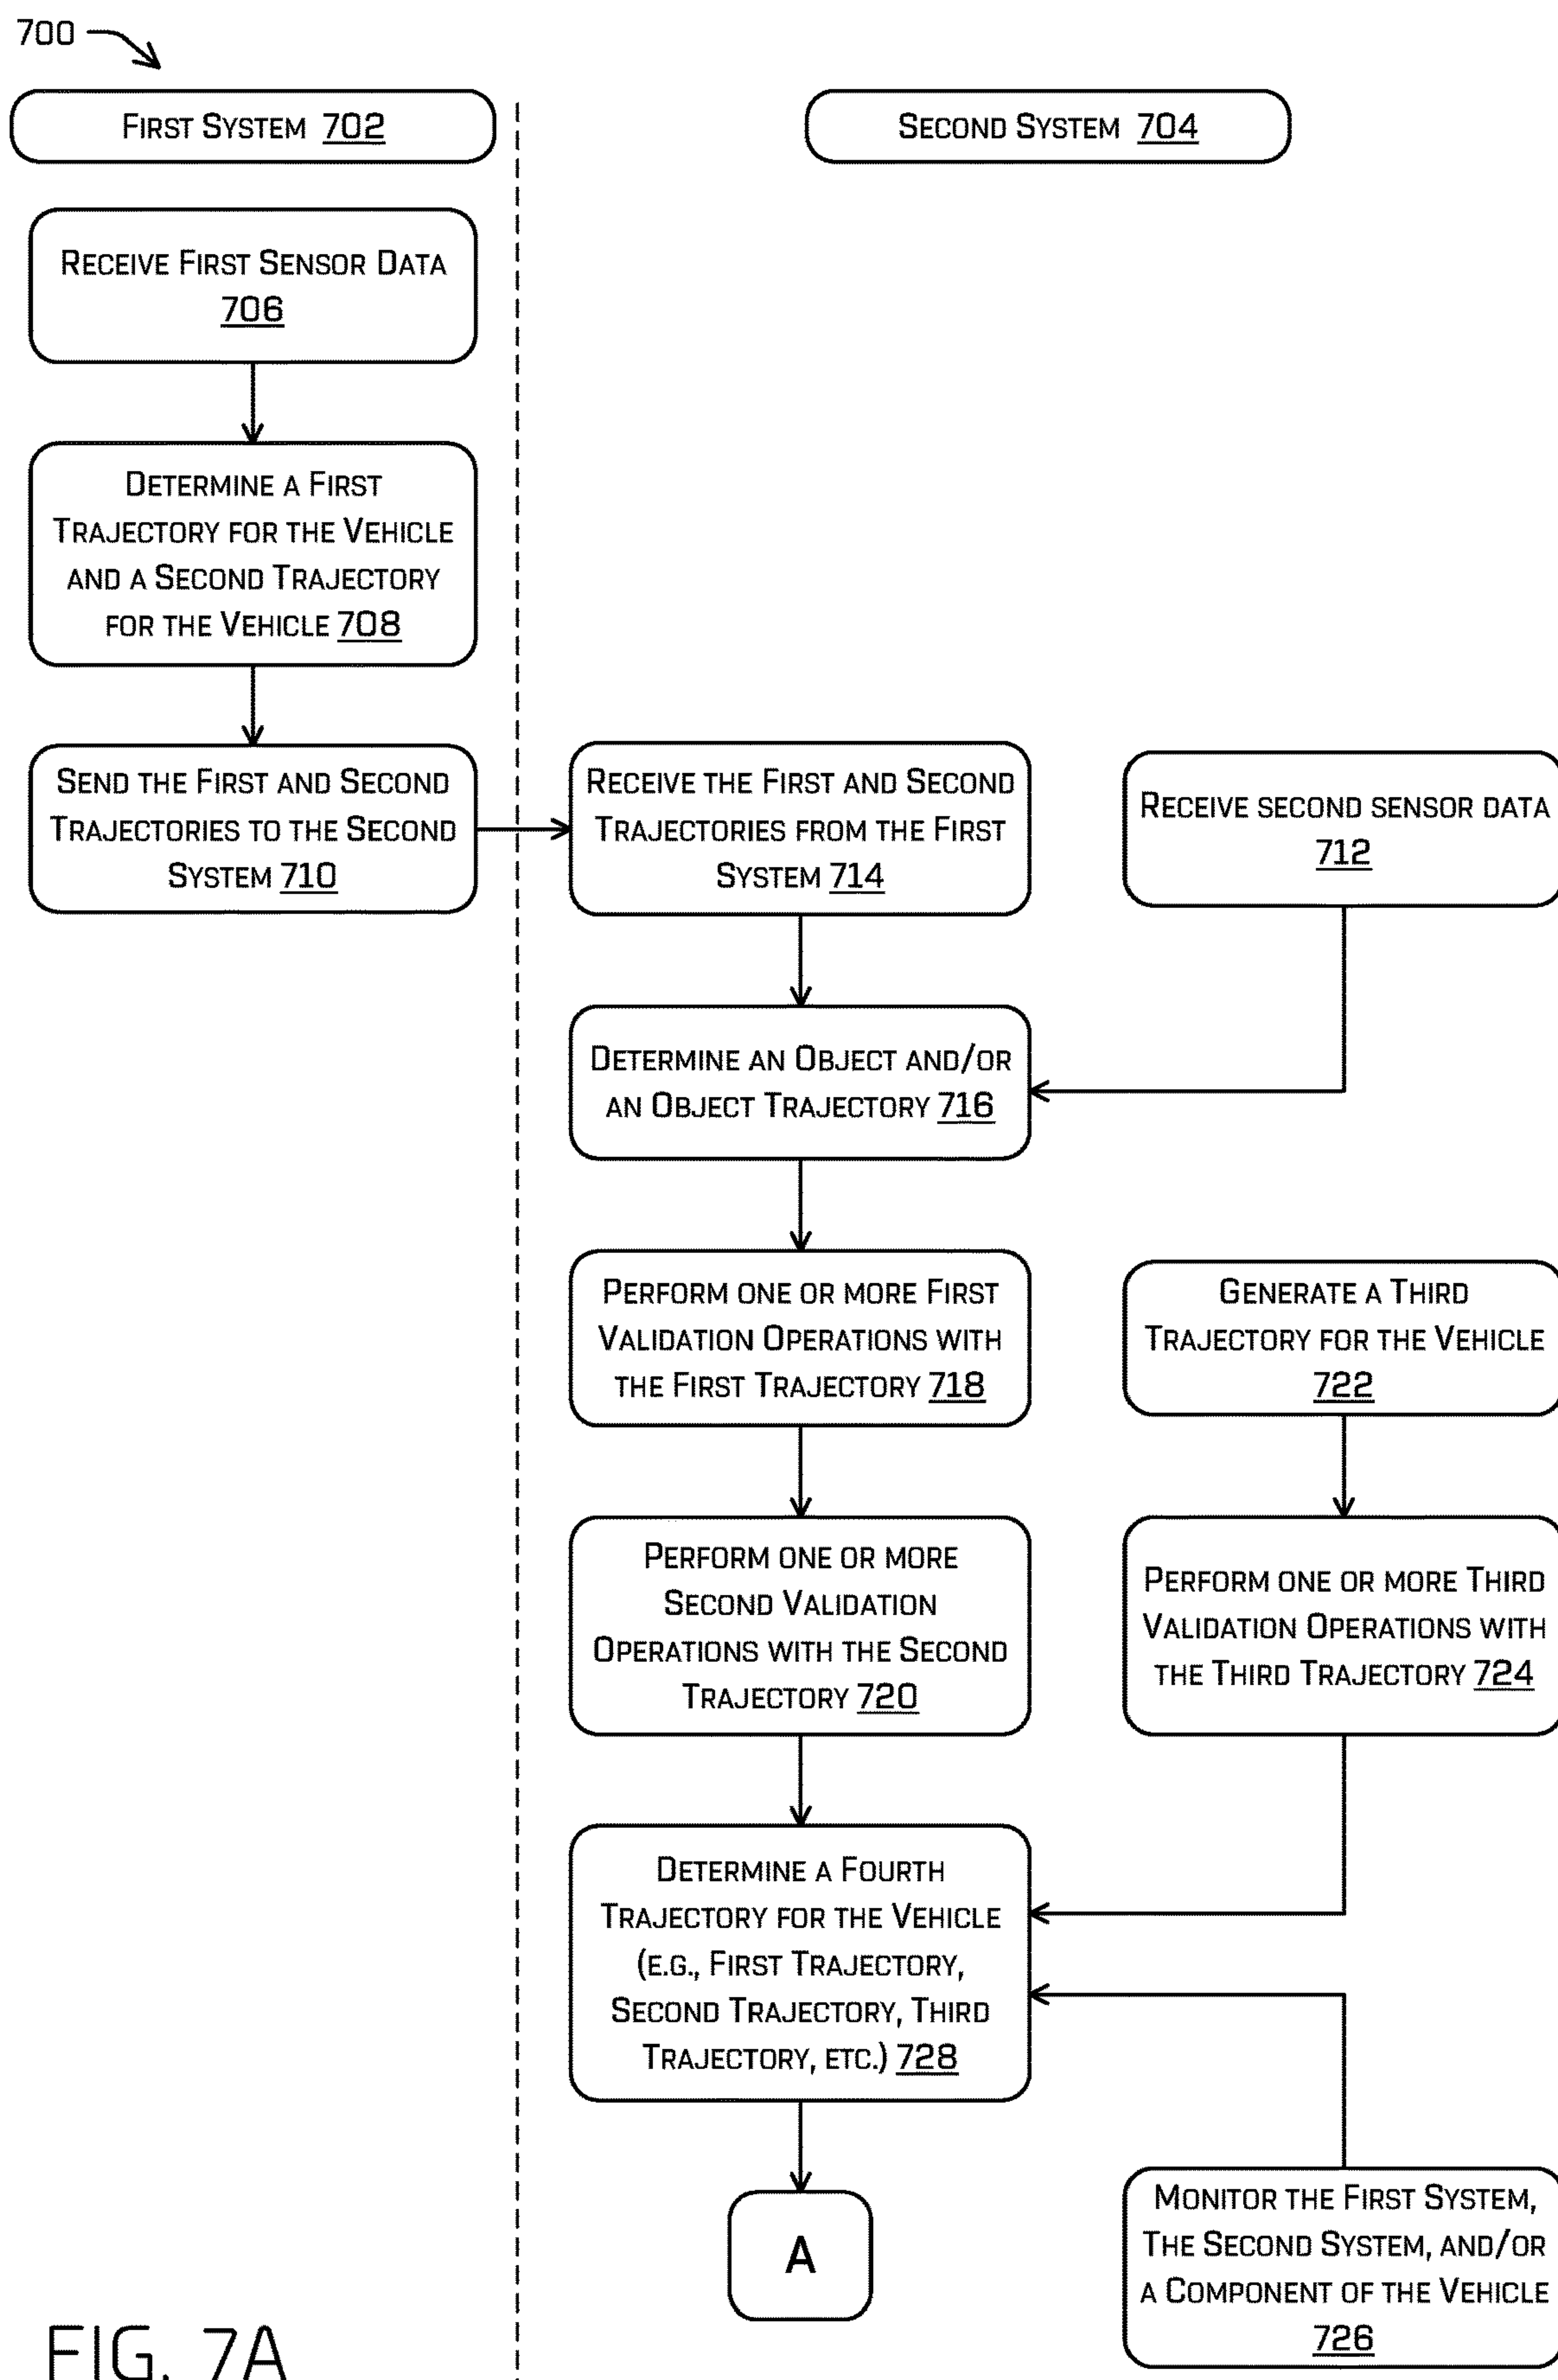 700
First System 702
Second System 704
Receive First Sensor Data
706
Determine a First
Trajectory for the Vehicle
and a Second Trajectory
for the Vehicle 708
Send the First and Second
Trajectories to the Second
System 710
Receive the First and Second
Trajectories from the First
System 714
Receive second sensor data
712
Determine an Object and/or
an Object Trajectory 716
Perform one or more First
Validation Operations with
the First Trajectory 718
Generate a Third
Trajectory for the Vehicle
722
Perform one or more
Second Validation
Operations with the Second
Trajectory 720
Perform one or more Third
Validation Operations with
the Third Trajectory 724
Determine a Fourth
Trajectory for the Vehicle
(e.g., First Trajectory,
Second Trajectory, Third
Trajectory, etc.) 728
A
Monitor the First System,
The Second System, and/or
a Component of the Vehicle
726
FIG. 7A